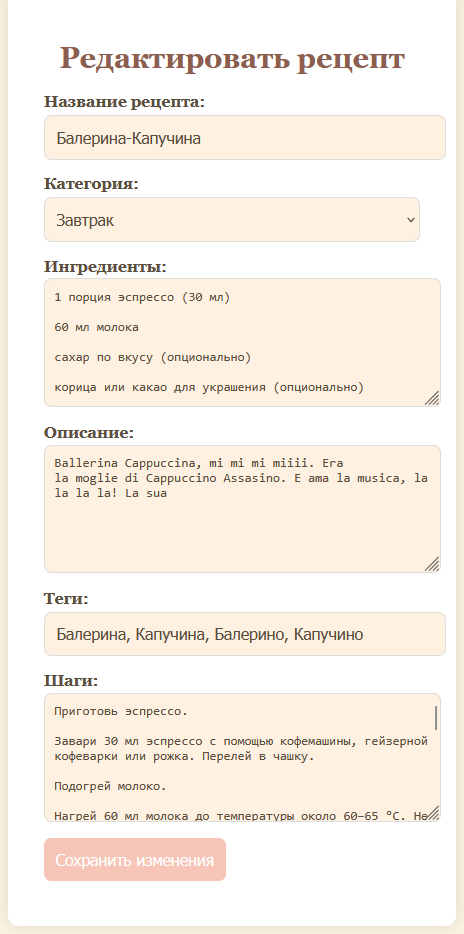 Редактировать рецепт
Название рецепта:
Балерина-Капучина
Категория:
Завтрак
Ингредиенты:
1 порция эспрессо (30 мл)
60 мл молока
сахар по вкусу (опционально)
корица или какао для украшения (опционально)
Описание:
Ballerina Cappuccina, mi mi mi miiii. Era
la moglie di Cappuccino Assasino. E ama la musica, la
la la la! La sua
Теги:
Балерина, Капучина, Балерино, Капучино
Шаги:
Приготовь эспрессо.
Завари 30 мл эспрессо с помощью кофемашины, гейзерной
кофеварки или рожка. Перелей в чашку.
Подогрей молоко.
Нагрей 60 мл молока до температуры около 60–65 °C. Не
Сохранить изменения